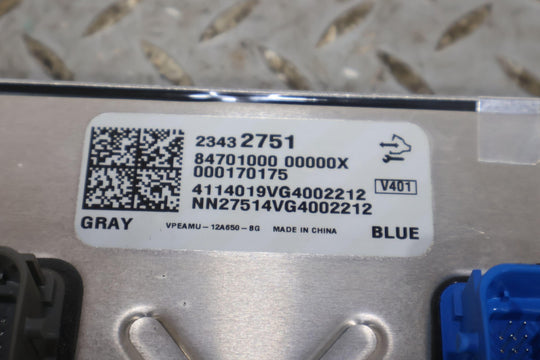 23432751
84701000 00000X
000170175
V401
4114019VG4002212
NN27514VG4002212
GRAY VPEAMU-12A650-8G MADE IN CHINA BLUE